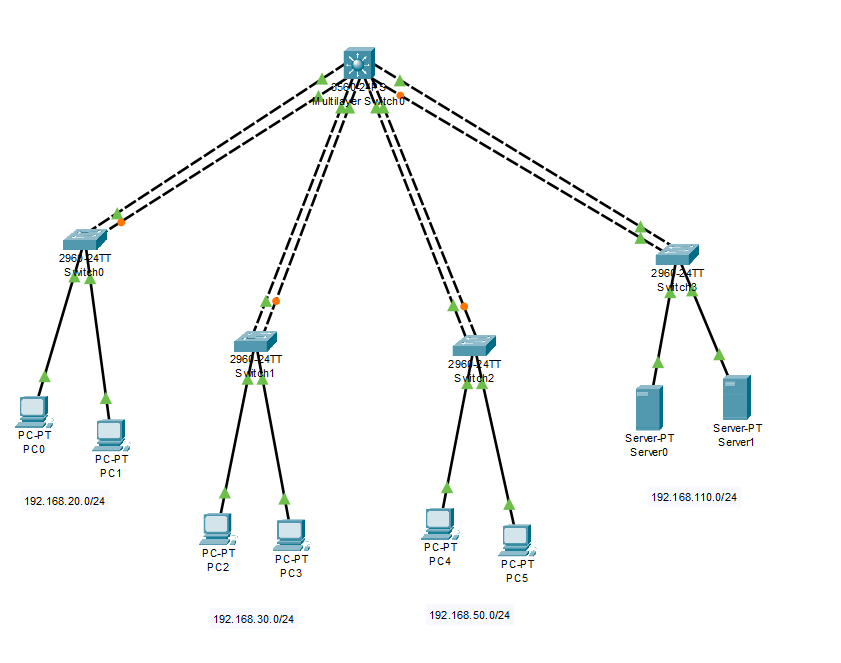 3560-24PS
Multilayer Switch0
2960-24TT
Switch0
2960-24TT
Switch3
2960-24TT
Switch1
2960-24TT
Switch2
PC-PT
PC0
PC-PT
PC1
Server-PT
Server0
Server-PT
Server1
192.168.20.0/24
192.168.110.0/24
PC-PT
PC2
PC-PT
PC3
PC-PT
PC4
PC-PT
PC5
192.168.30.0/24
192.168.50.0/24